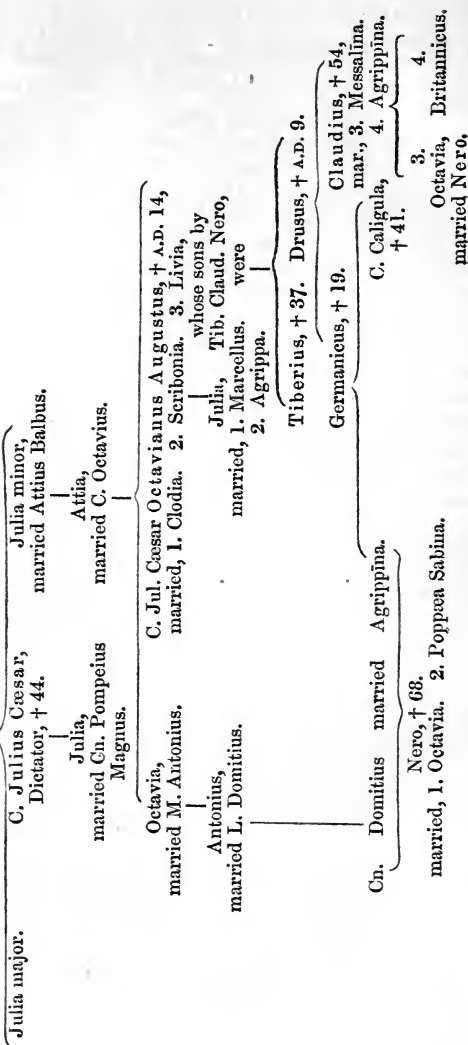 Julia major.
C. Julius Cæsar,
Dictator, † 44.
Julia minor,
married Attius Balbus.
Julia,
married Cn. Pompeius
Magnus.
Attia,
married C. Octavius.
Octavia,
married M. Antonius.
C. Jul. Cæsar Octavianus Augustus, † A.D. 14,
married, 1. Clodia. 2. Scribonia. 3. Livia,
Antonius,
married L. Domitius.
Julia,
married, 1. Marcellus.
2. Agrippa.
whose sons by
Tib. Claud. Nero,
were
Tiberius, † 37. Drusus, † A.D. 9.
Germanicus, † 19.
Claudius, † 54,
mar., 3. Messalīna.
4. Agrippīna.
Cn. Domitius married Agrippīna.
C. Caligula,
† 41.
3. 4.
Octavia, Britannicus.
married Nero,
Nero, † 68.
married, 1. Octavia. 2. Poppæa Sabina.